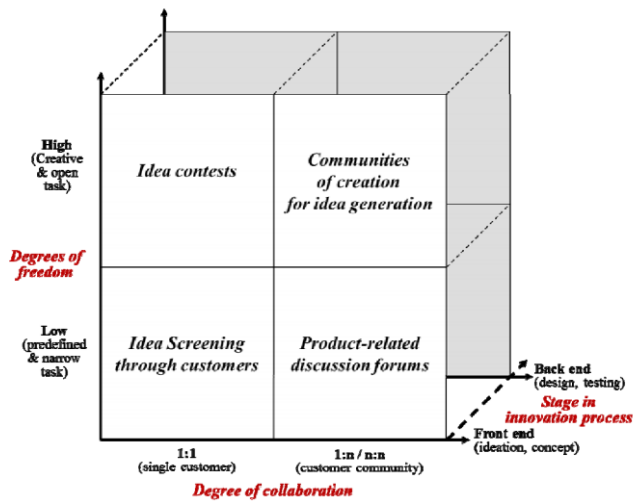 High
(Creative
& open
task)
Idea contests
Communities
of creation
for idea generation
Degrees of
freedom
Low
(predefined
& narrow
task)
Idea Screening
through customers
Product-related
discussion forums
Back end
(design, testing)
Stage in
innovation process
Front end
(ideation, concept)
1:1
(single customer)
1:n / n:n
(customer community)
Degree of collaboration